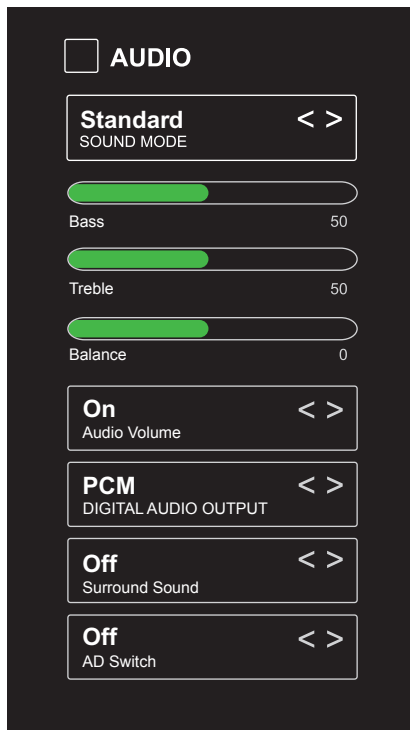 AUDIO
Standard < >
SOUND MODE
Bass 50
Treble 50
Balance 0
On < >
Audio Volume
PCM < >
DIGITAL AUDIO OUTPUT
Off < >
Surround Sound
Off < >
AD Switch